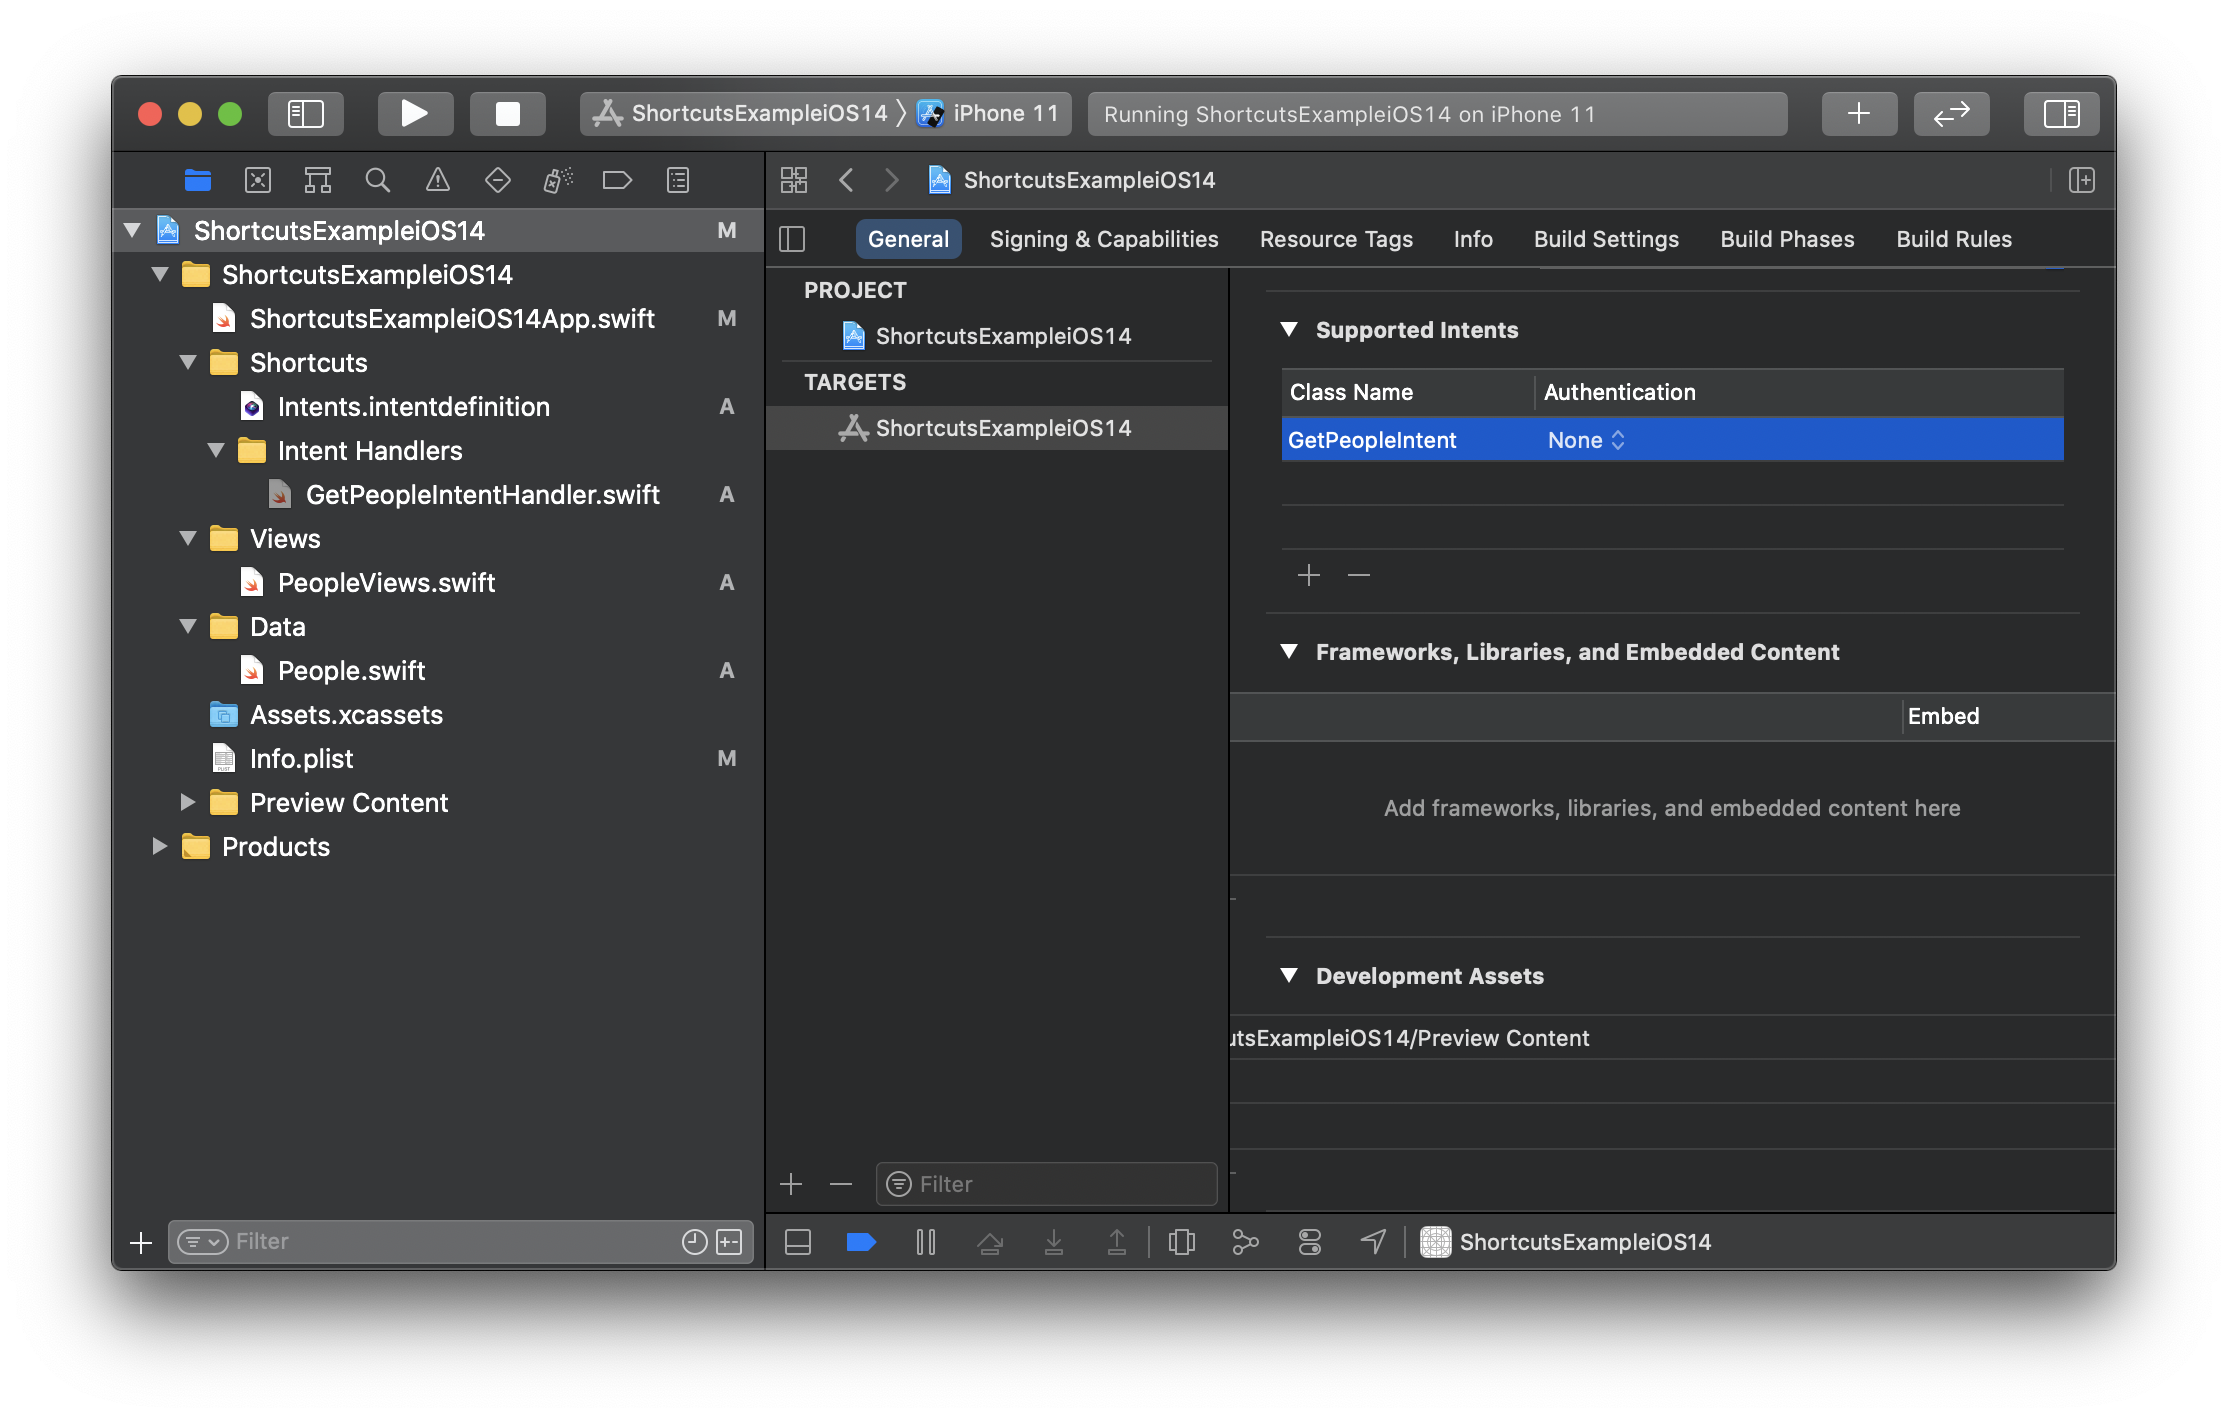 ShortcutsExampleiOS14 〉 iPhone 11
Running ShortcutsExampleiOS14 on iPhone 11
ShortcutsExampleiOS14 M
ShortcutsExampleiOS14
ShortcutsExampleiOS14App.swift M
Shortcuts
Intents.intentdefinition A
Intent Handlers
GetPeopleIntentHandler.swift A
Views
PeopleViews.swift A
Data
People.swift A
Assets.xcassets
Info.plist M
Preview Content
Products
Filter
ShortcutsExampleiOS14
General Signing & Capabilities Resource Tags Info Build Settings Build Phases Build Rules
PROJECT
ShortcutsExampleiOS14
TARGETS
ShortcutsExampleiOS14
Filter
Supported Intents
Class Name Authentication
GetPeopleIntent None
Frameworks, Libraries, and Embedded Content
Embed
Add frameworks, libraries, and embedded content here
Development Assets
utsExampleiOS14/Preview Content
ShortcutsExampleiOS14